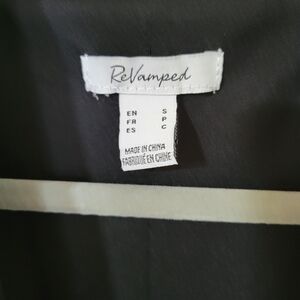 ReVamped
EN S
FR P
ES C
MADE IN CHINA
FABRIQUÉ EN CHINE